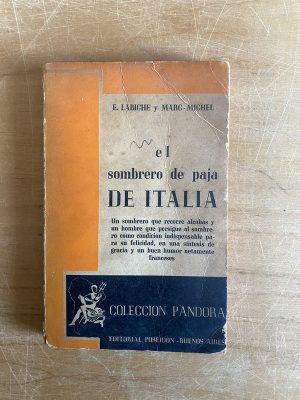 E. LABICHE y MARC-MICHEL
el
sombrero de paja
DE ITALIA
Un sombrero que recorre alcobas y
un hombre que persigue al sombre-
ro como condición indispensable pa-
ra su felicidad, en una síntesis de
gracia y un buen humor netamente
franceses
COLECCION PANDORA
EDITORIAL POSEIDON - BUENOS AIRES